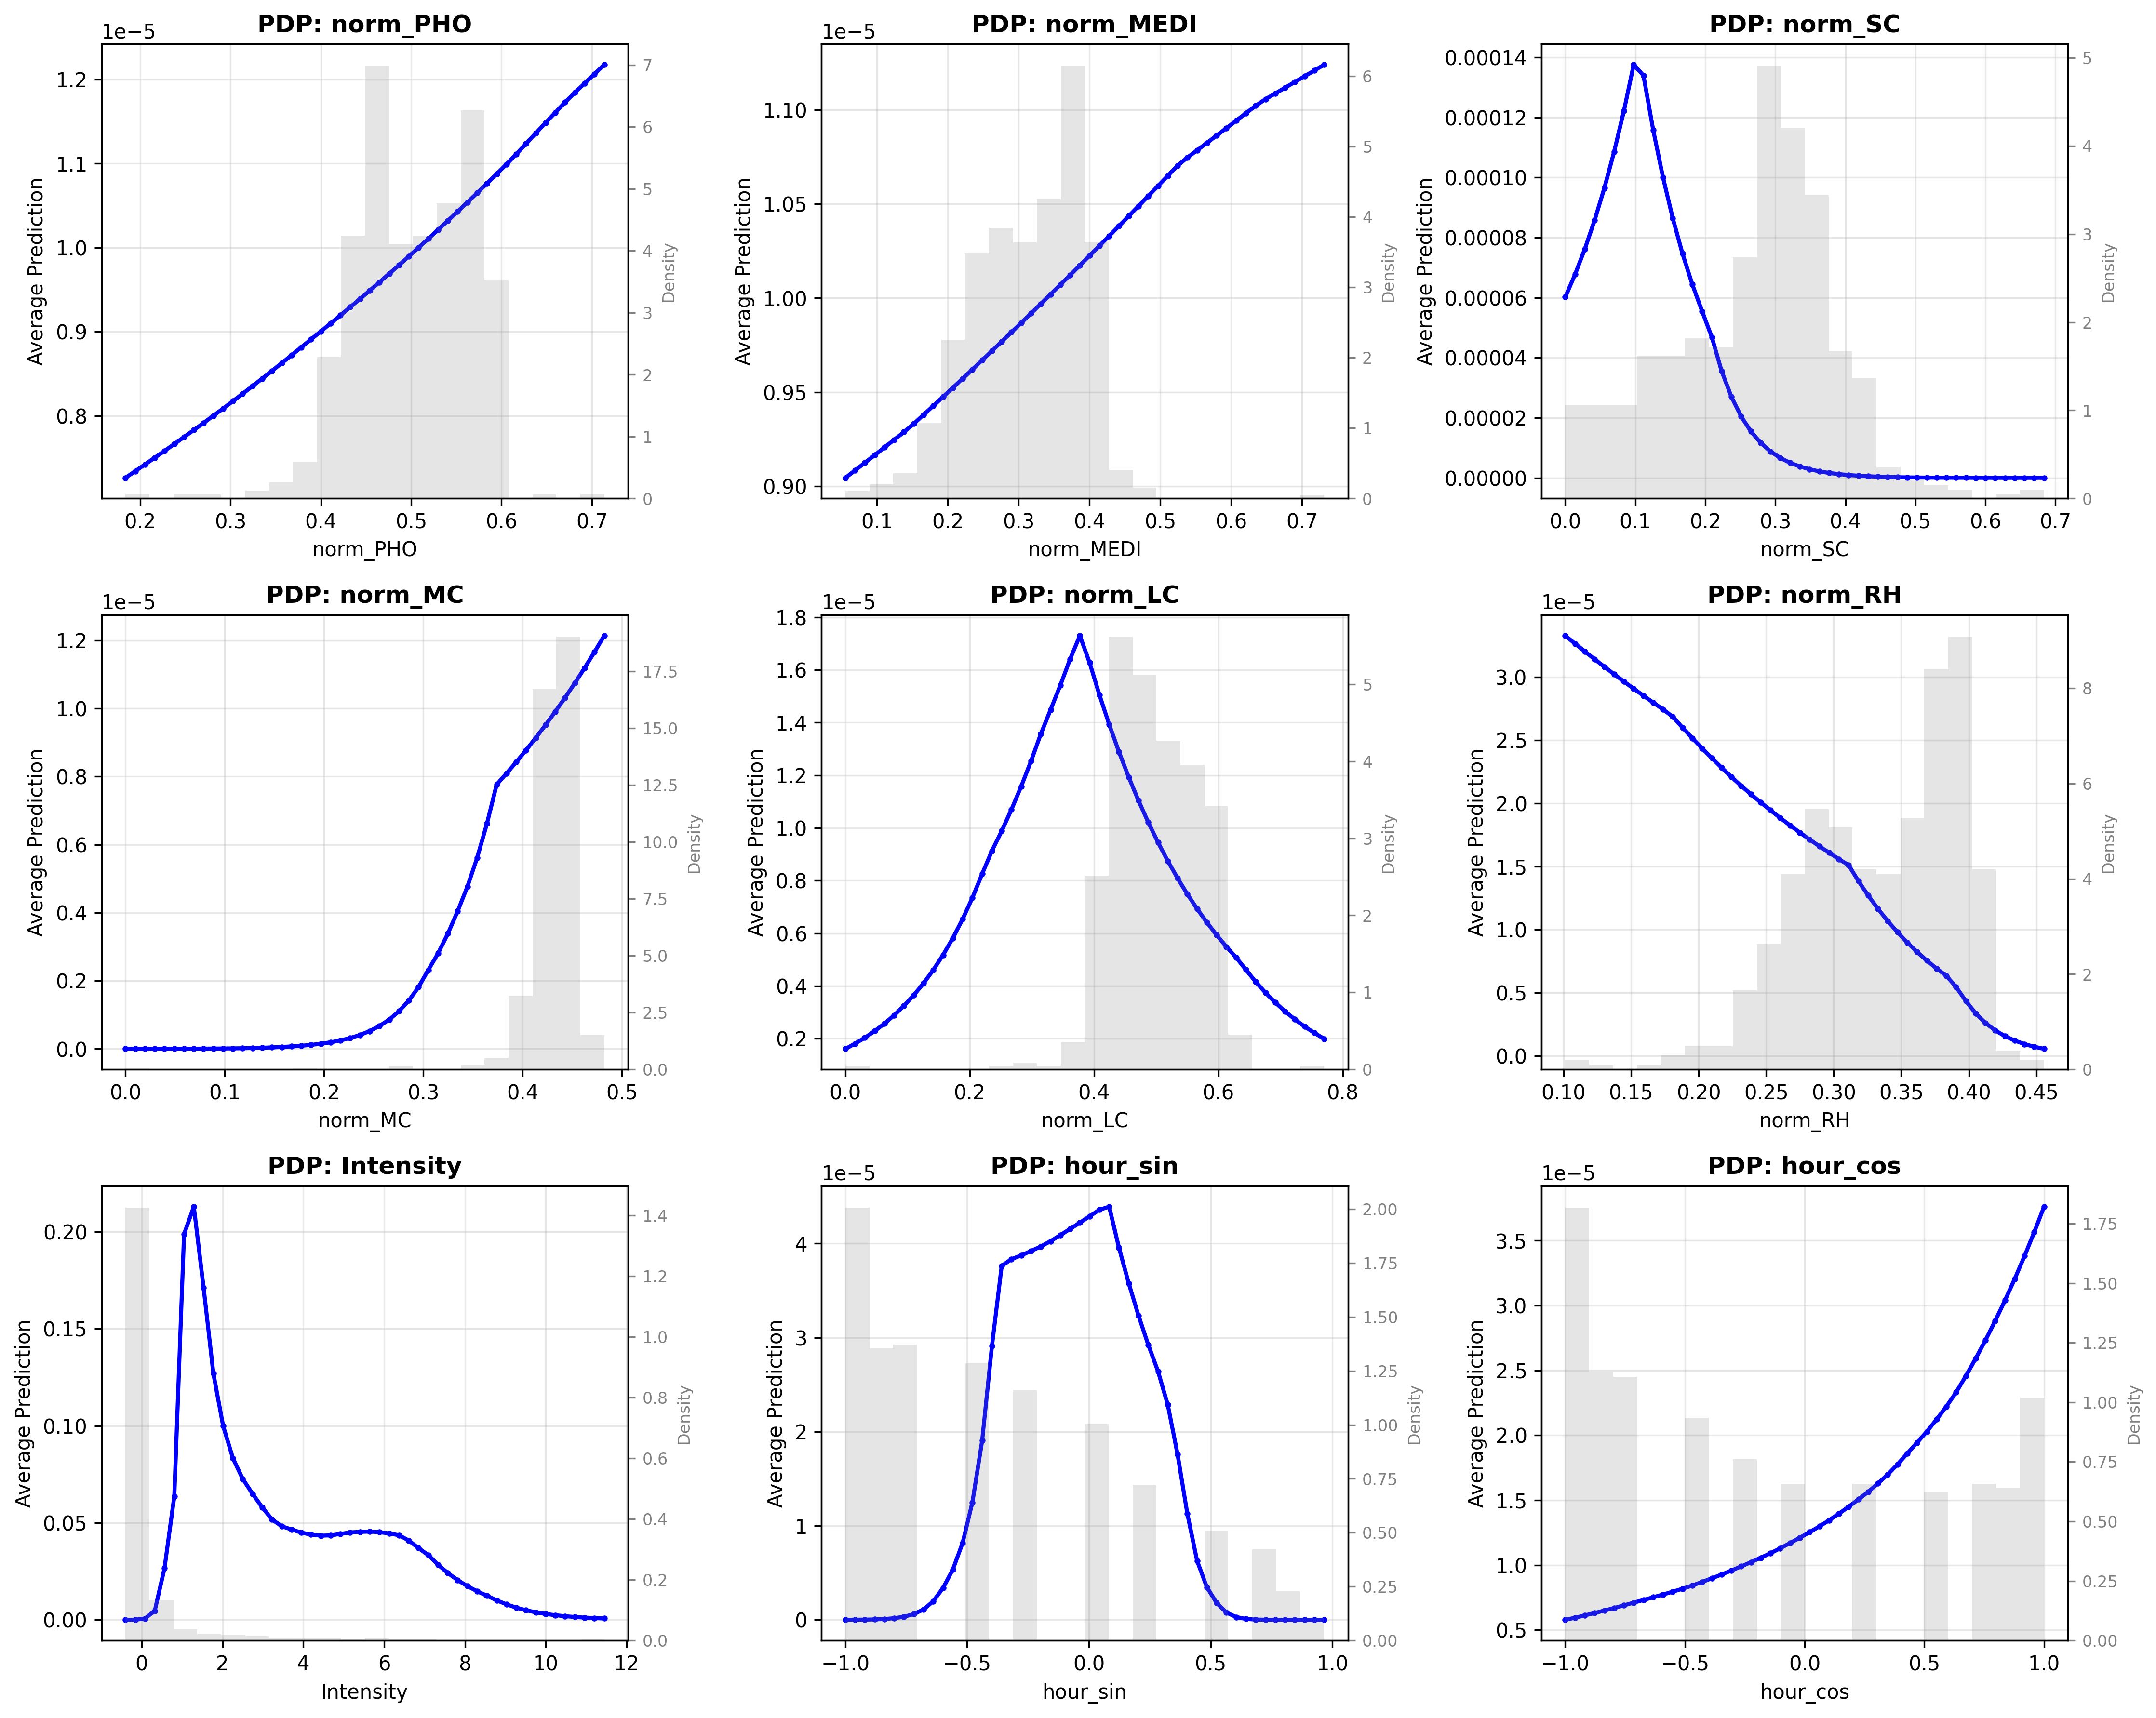 PDP: norm_PHO
1e−5
1.2
1.1
1.0
0.9
0.8
Average Prediction
7
6
5
4
3
2
1
0
Density
0.2 0.3 0.4 0.5 0.6 0.7
norm_PHO
PDP: norm_MEDI
1e−5
1.10
1.05
1.00
0.95
0.90
Average Prediction
6
5
4
3
2
1
0
Density
0.1 0.2 0.3 0.4 0.5 0.6 0.7
norm_MEDI
PDP: norm_SC
0.00014
0.00012
0.00010
0.00008
0.00006
0.00004
0.00002
0.00000
Average Prediction
5
4
3
2
1
0
Density
0.0 0.1 0.2 0.3 0.4 0.5 0.6 0.7
norm_SC
PDP: norm_MC
1e−5
1.2
1.0
0.8
0.6
0.4
0.2
0.0
Average Prediction
17.5
15.0
12.5
10.0
7.5
5.0
2.5
0.0
Density
0.0 0.1 0.2 0.3 0.4 0.5
norm_MC
PDP: norm_LC
1e−5
1.8
1.6
1.4
1.2
1.0
0.8
0.6
0.4
0.2
Average Prediction
5
4
3
2
1
0
Density
0.0 0.2 0.4 0.6 0.8
norm_LC
PDP: norm_RH
1e−5
3.0
2.5
2.0
1.5
1.0
0.5
0.0
Average Prediction
8
6
4
2
0
Density
0.10 0.15 0.20 0.25 0.30 0.35 0.40 0.45
norm_RH
PDP: Intensity
0.20
0.15
0.10
0.05
0.00
Average Prediction
1.4
1.2
1.0
0.8
0.6
0.4
0.2
0.0
Density
0 2 4 6 8 10 12
Intensity
PDP: hour_sin
1e−5
4
3
2
1
0
Average Prediction
2.00
1.75
1.50
1.25
1.00
0.75
0.50
0.25
0.00
Density
−1.0 −0.5 0.0 0.5 1.0
hour_sin
PDP: hour_cos
1e−5
3.5
3.0
2.5
2.0
1.5
1.0
0.5
Average Prediction
1.75
1.50
1.25
1.00
0.75
0.50
0.25
0.00
Density
−1.0 −0.5 0.0 0.5 1.0
hour_cos